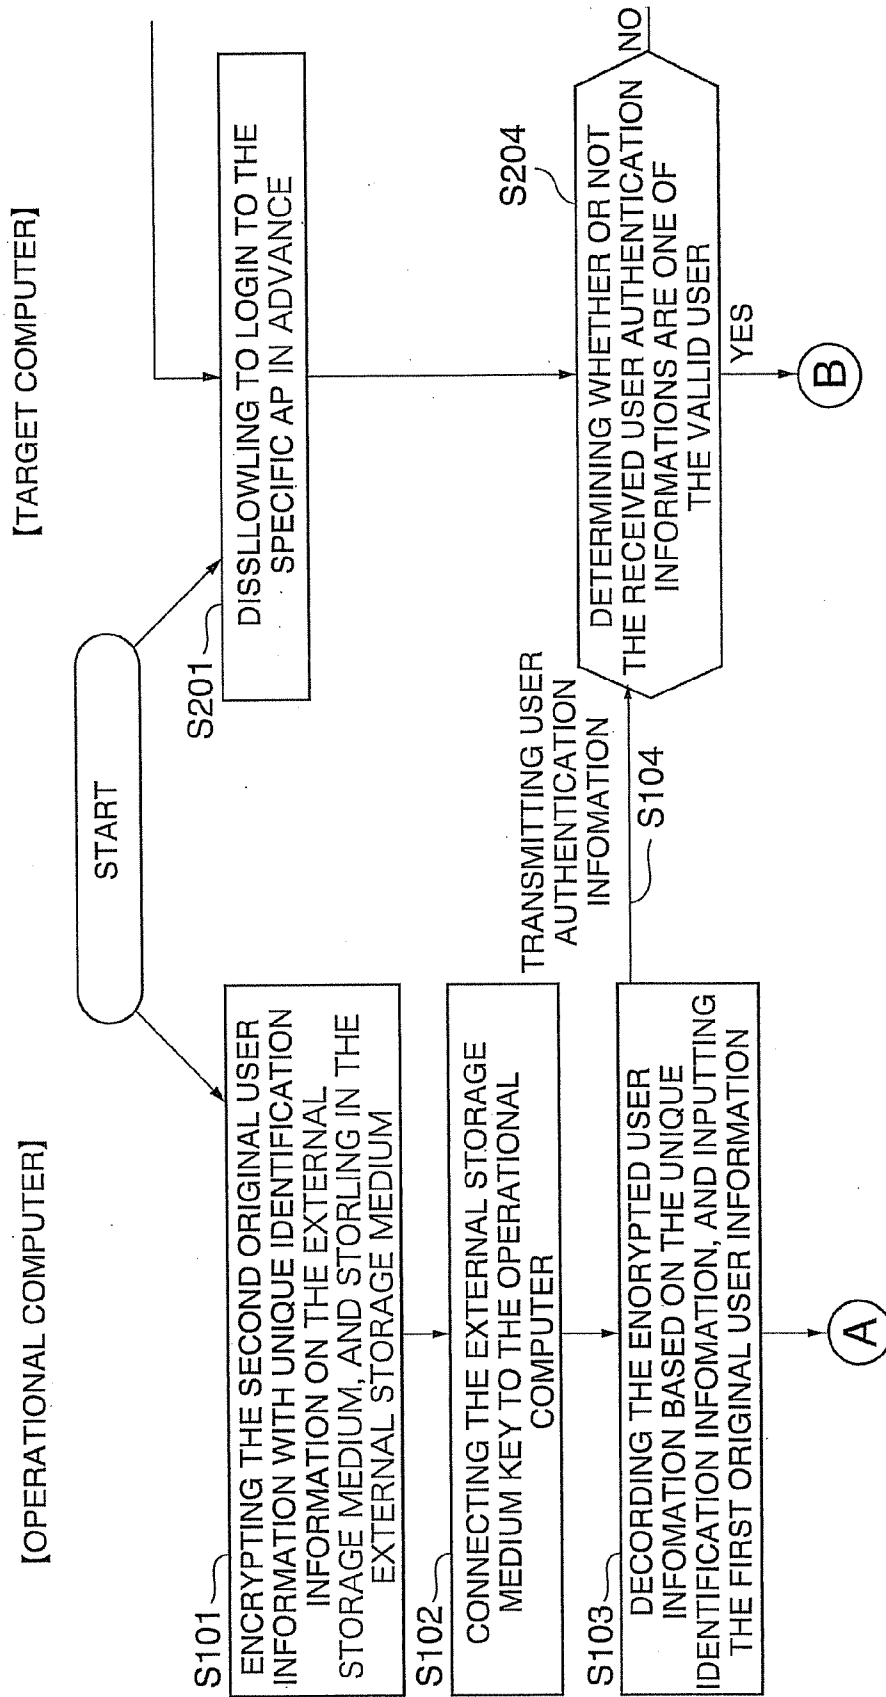 【OPERATIONAL COMPUTER】
【TARGET COMPUTER】
START
S101
ENCRYPTING THE SECOND ORIGINAL USER
INFORMATION WITH UNIQUE IDENTIFICATION
INFORMATION ON THE EXTERNAL
STORAGE MEDIUM, AND STORLING IN THE
EXTERNAL STORAGE MEDIUM
S201
DISSLLOWLING TO LOGIN TO THE
SPECIFIC AP IN ADVANCE
S102
CONNECTING THE EXTERNAL STORAGE
MEDIUM KEY TO THE OPERATIONAL
COMPUTER
S103
DECORDING THE ENRYPTED USER
INFOMATION BASED ON THE UNIQUE
IDENTIFICATION INFOMATION, AND INPUTTING
THE FIRST ORIGINAL USER INFORMATION
TRANSMITTING USER
AUTHENTICATION
INFOMATION
S104
S204
DETERMINING WHETHER OR NOT
THE RECEIVED USER AUTHENTICATION
INFORMATIONS ARE ONE OF
THE VALLID USER
NO
YES
A
B